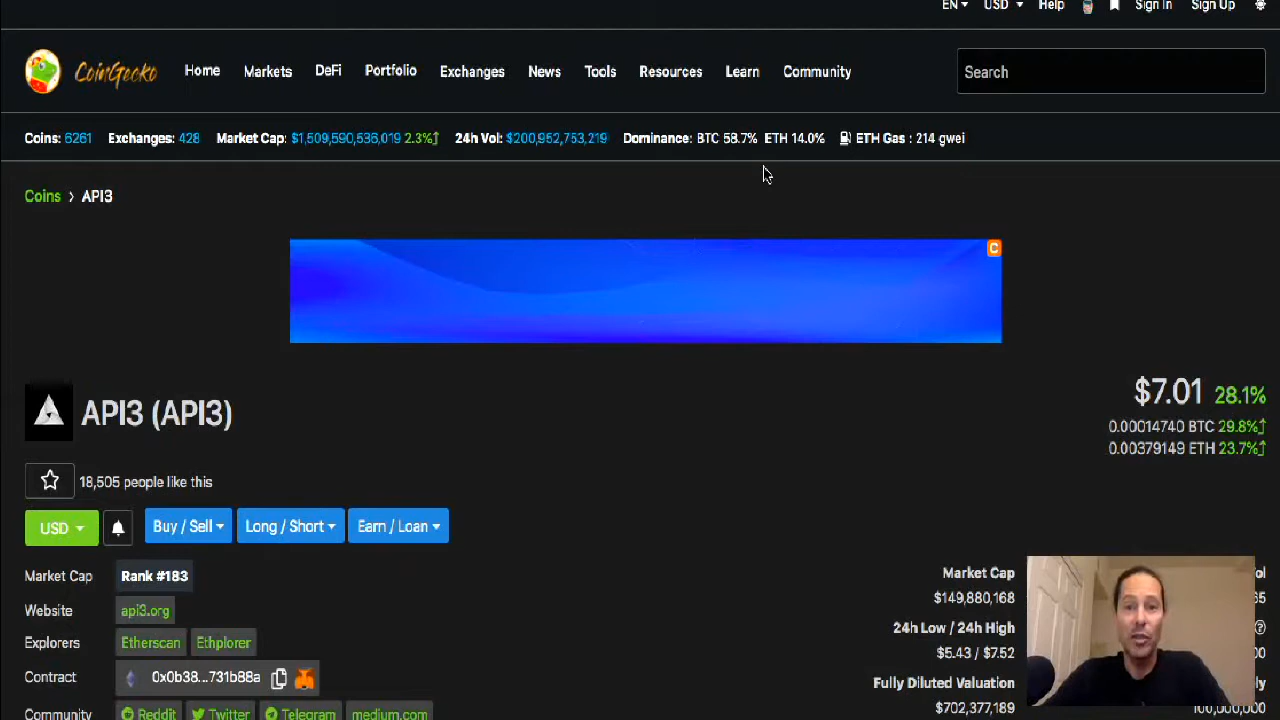 EN USD Help Sign In Sign Up
CoinGecko Home Markets DeFi Portfolio Exchanges News Tools Resources Learn Community Search
Coins: 6261 Exchanges: 428 Market Cap: $1,509,590,536,019 2.3% 24h Vol: $200,952,753,219 Dominance: BTC 58.7% ETH 14.0% ETH Gas : 214 gwei
Coins > API3
C
API3 (API3)
$7.01 28.1%
0.00014740 BTC 29.8%
0.00379149 ETH 23.7%
18,505 people like this
USD Buy / Sell Long / Short Earn / Loan
Market Cap Rank #183
Website api3.org
Explorers Etherscan Ethplorer
Contract 0x0b38...731b88a
Community Reddit Twitter Telegram medium.com
Market Cap
$149,880,168
24h Low / 24h High
$5.43 / $7.52
Fully Diluted Valuation
$702,377,189
100,000,000